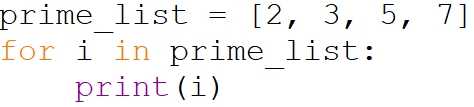 prime_list = [2, 3, 5, 7]
for i in prime_list:
    print(i)